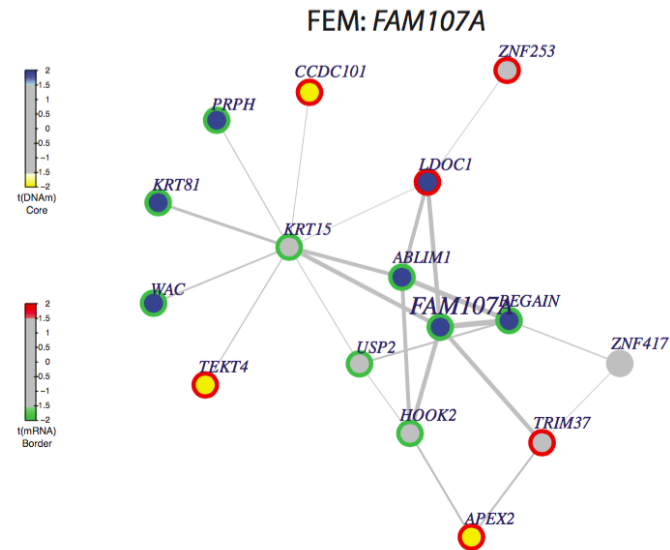 FEM: FAM107A
ZNF253
CCDC101
PRPH
LDOC1
KRT81
KRT15
ABLIM1
WAC
FAM107A
BEGAIN
USP2
ZNF417
TEKT4
HOOK2
TRIM37
APEX2
2
1.5
1
0.5
0
-0.5
-1
-1.5
-2
t(DNAm)
Core
2
1.5
1
0.5
0
-0.5
-1
-1.5
-2
t(mRNA)
Border